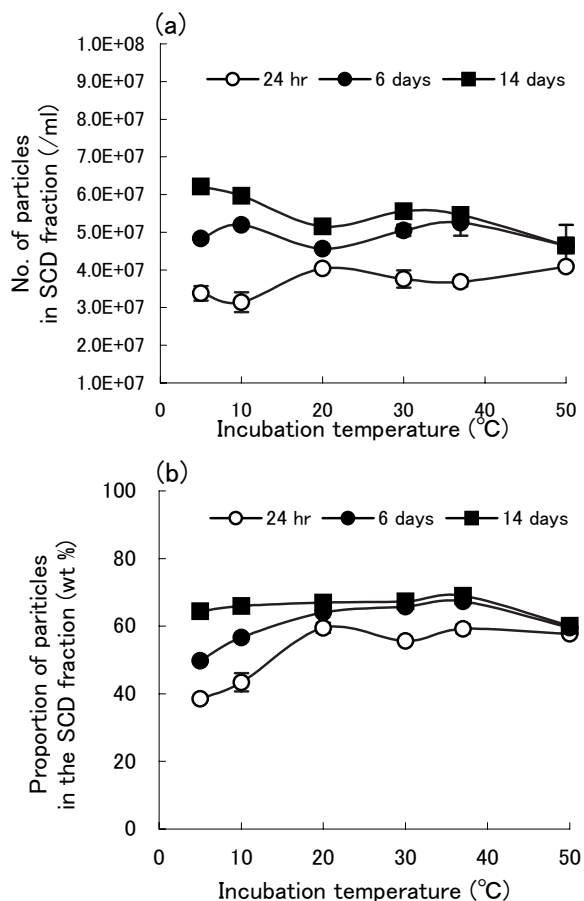 (a)
1.0E+08
9.0E+07
8.0E+07
7.0E+07
6.0E+07
5.0E+07
4.0E+07
3.0E+07
2.0E+07
1.0E+07
No. of particles
in SCD fraction (/ml)
24 hr 6 days 14 days
0 10 20 30 40 50
Incubation temperature (℃)
(b)
100
80
60
40
20
0
Proportion of pariticles
in the SCD fraction (wt %)
24 hr 6 days 14 days
0 10 20 30 40 50
Incubation temperature (℃)